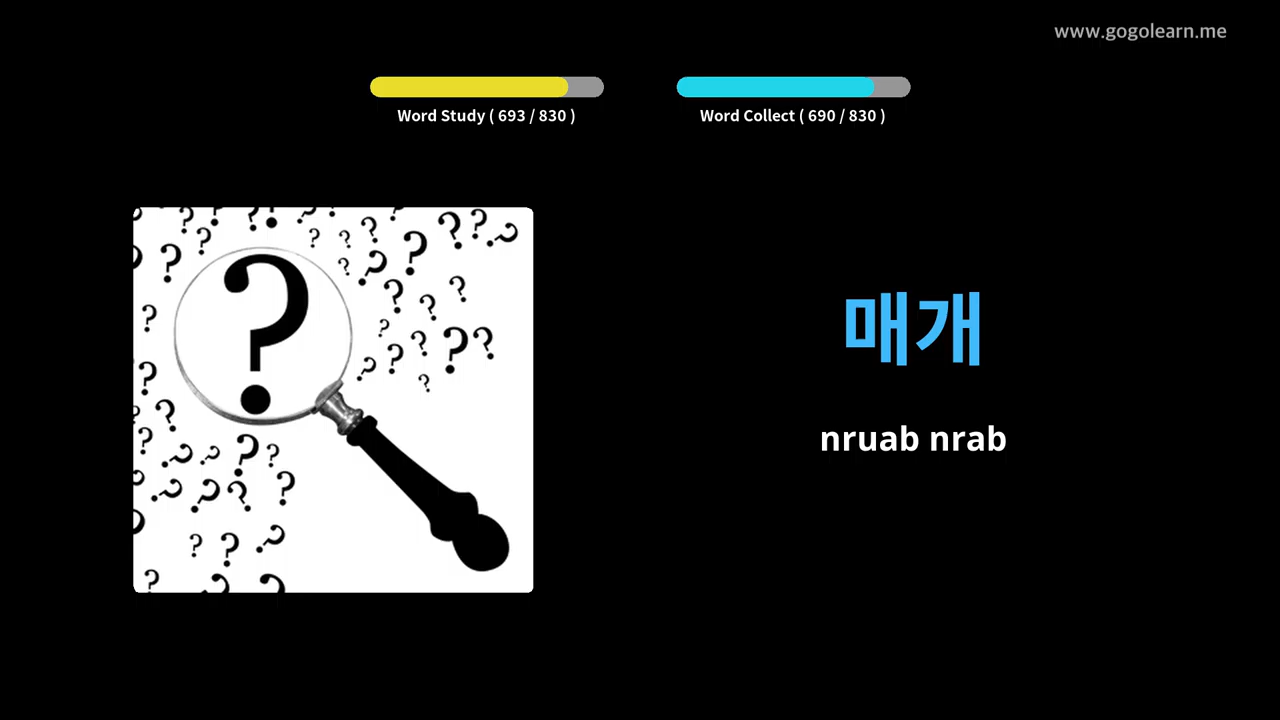 www.gogolearn.me
Word Study ( 693 / 830 )
Word Collect ( 690 / 830 )
매개
nruab nrab